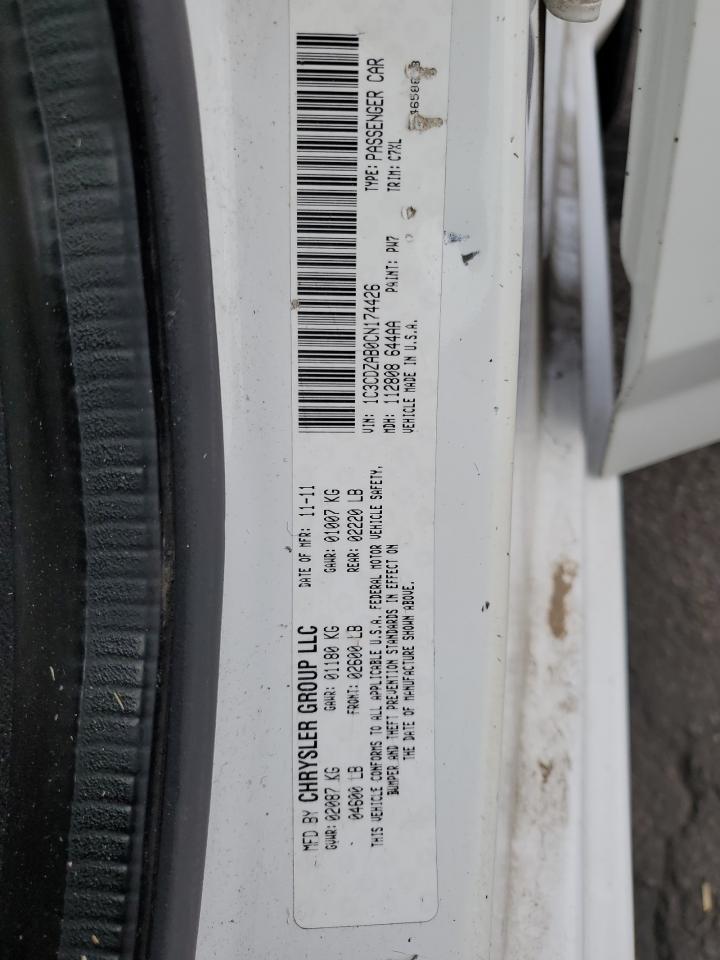 MFD BY CHRYSLER GROUP LLC DATE OF MFR: 11-11
GVWR: 02087 KG GAWR: 01180 KG GAWR: 01007 KG
04600 LB FRONT: 02600 LB REAR: 02220 LB
THIS VEHICLE CONFORMS TO ALL APPLICABLE U.S.A. FEDERAL MOTOR VEHICLE SAFETY,
BUMPER AND THEFT PREVENTION STANDARDS IN EFFECT ON
THE DATE OF MANUFACTURE SHOWN ABOVE.
VIN: 1C3CDZAB0CN174426 TYPE: PASSENGER CAR
MDH: 112808 644AA PAINT: PW7 TRIM: C7XL
VEHICLE MADE IN U.S.A.